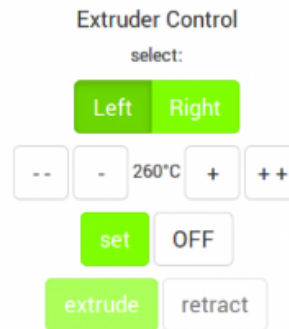 Extruder Control
select:
Left Right
-- - 260°C + ++
set OFF
extrude retract